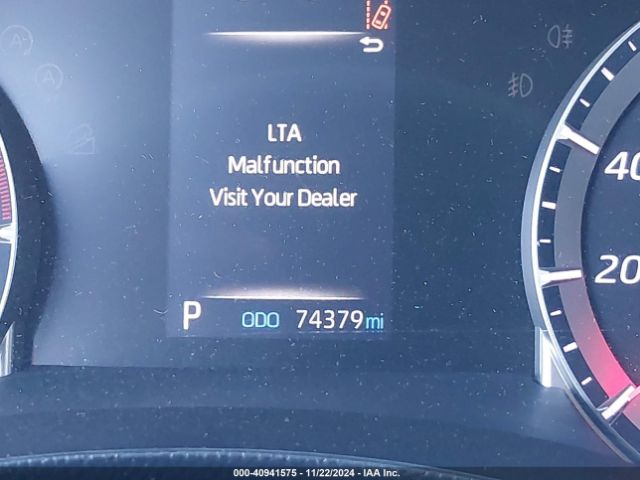 LTA
Malfunction
Visit Your Dealer
P ODO 74379 mi
40
20
000-40941575 - 11/22/2024 - IAA Inc.